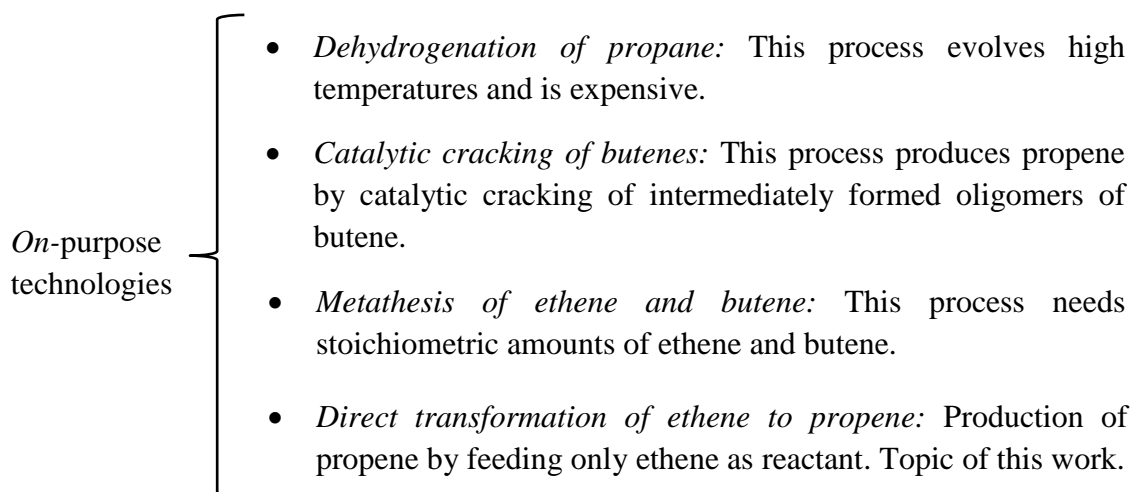 • Dehydrogenation of propane: This process evolves high
temperatures and is expensive.
• Catalytic cracking of butenes: This process produces propene
by catalytic cracking of intermediately formed oligomers of
butene.
On-purpose
technologies
• Metathesis of ethene and butene: This process needs
stoichiometric amounts of ethene and butene.
• Direct transformation of ethene to propene: Production of
propene by feeding only ethene as reactant. Topic of this work.